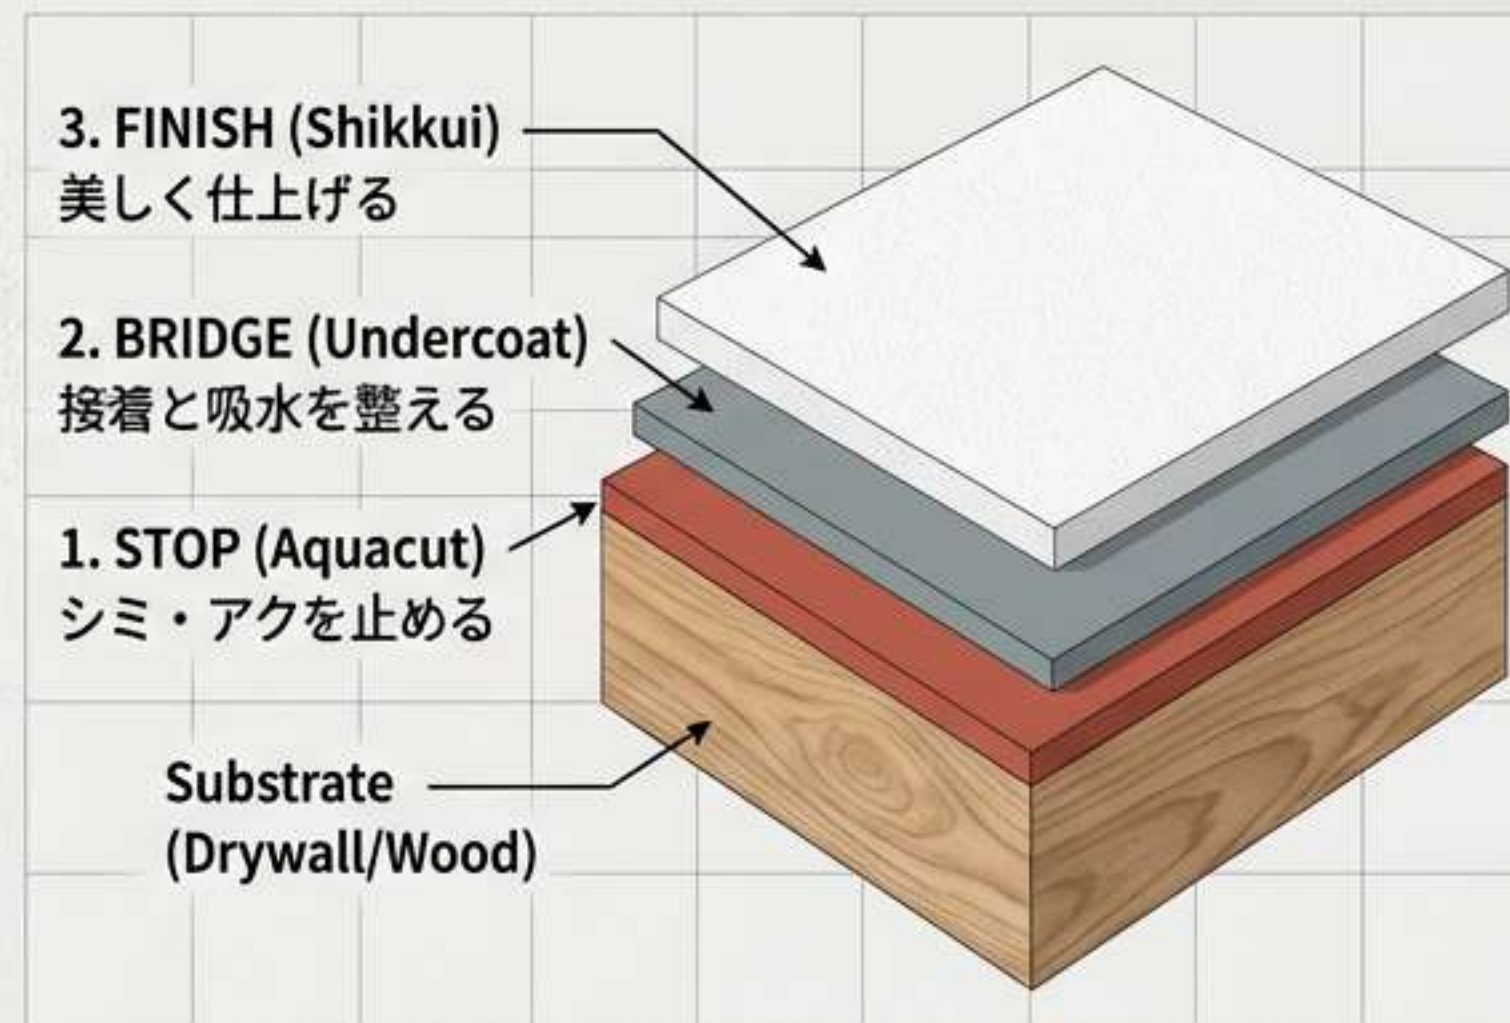 3. FINISH (Shikkui)
美しく仕上げる
2. BRIDGE (Undercoat)
接着と吸水を整える
1. STOP (Aquacut)
シミ・アクを止める
Substrate
(Drywall/Wood)